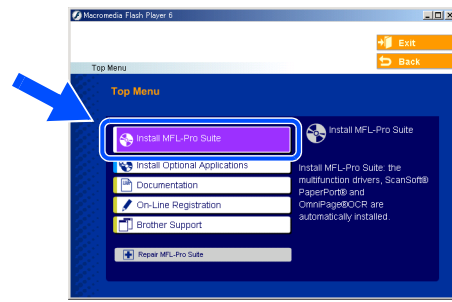 Macromedia Flash Player 6
Exit
Back
Top Menu
Top Menu
Install MFL-Pro Suite
Install Optional Applications
Documentation
On-Line Registration
Brother Support
Repair MFL-Pro Suite
Install MFL-Pro Suite
Install MFL-Pro Suite: the
multifunction drivers, ScanSoft®
PaperPort® and
OmniPage®OCR are
automatically installed.